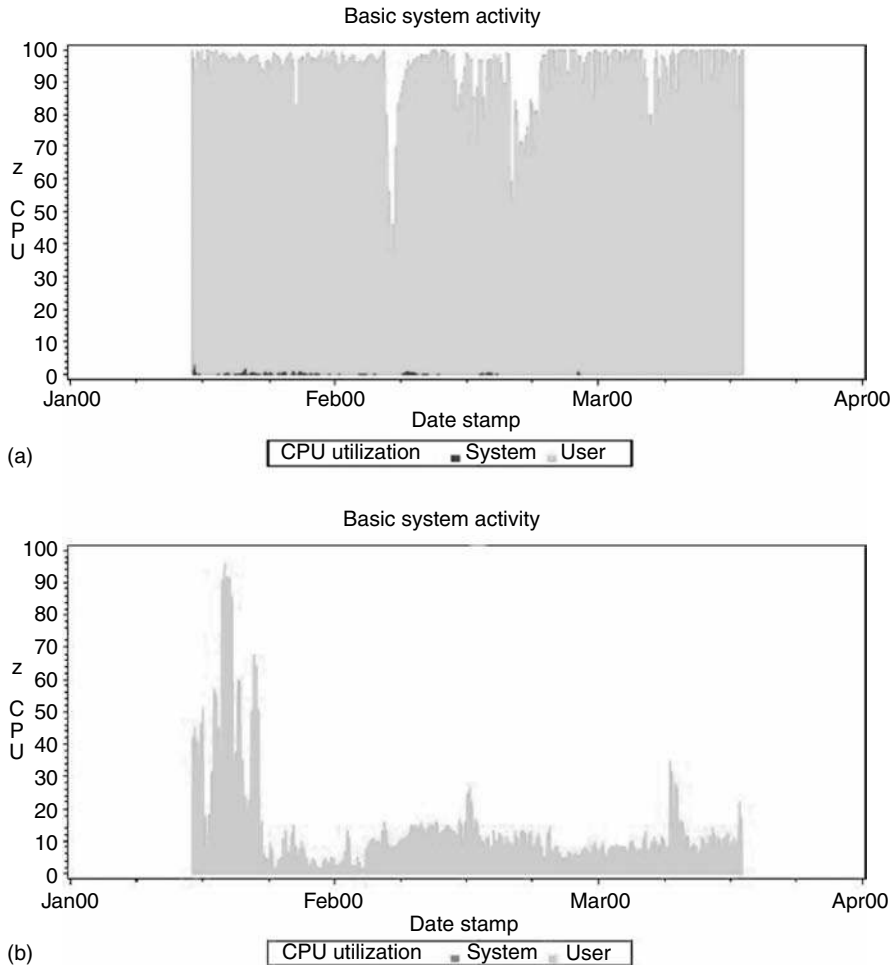 Basic system activity
100
90
80
70
60
50
40
30
20
10
0
z CPU
Jan00 Feb00 Mar00 Apr00
Date stamp
CPU utilization System User
(a)
Basic system activity
100
90
80
70
60
50
40
30
20
10
0
z CPU
Jan00 Feb00 Mar00 Apr00
Date stamp
CPU utilization System User
(b)